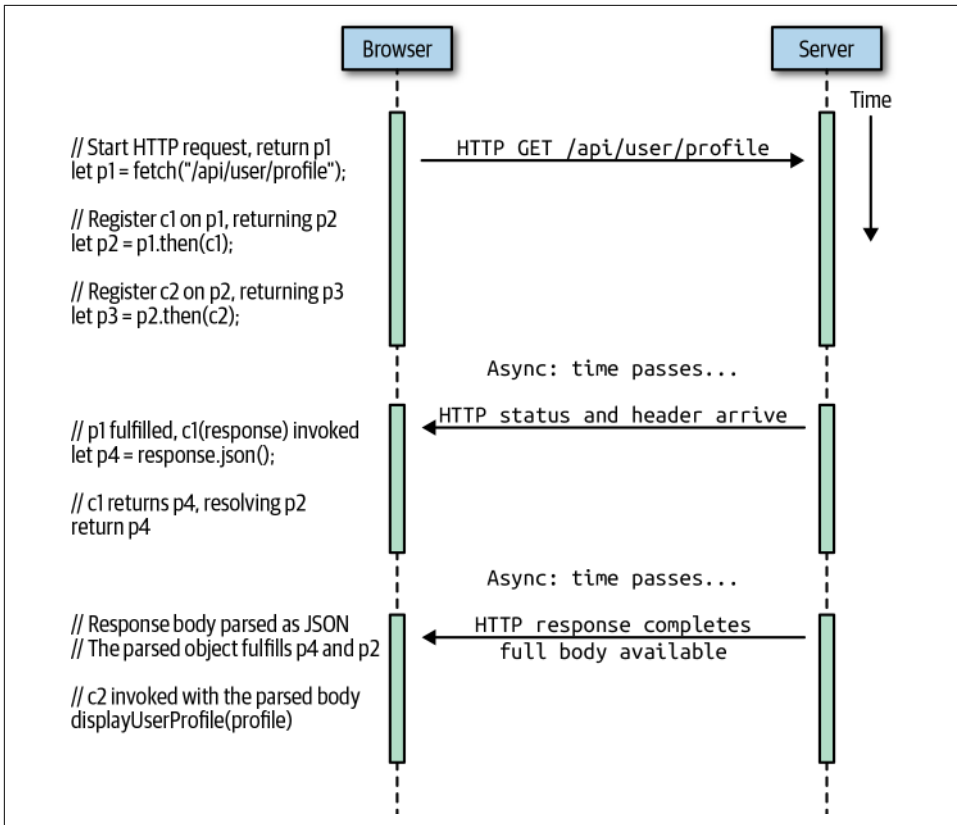 Browser
Server
Time
// Start HTTP request, return p1
let p1 = fetch("/api/user/profile");
HTTP GET /api/user/profile
// Register c1 on p1, returning p2
let p2 = p1.then(c1);
// Register c2 on p2, returning p3
let p3 = p2.then(c2);
Async: time passes...
HTTP status and header arrive
// p1 fulfilled, c1(response) invoked
let p4 = response.json();
// c1 returns p4, resolving p2
return p4
Async: time passes...
HTTP response completes
full body available
// Response body parsed as JSON
// The parsed object fulfills p4 and p2
// c2 invoked with the parsed body
displayUserProfile(profile)